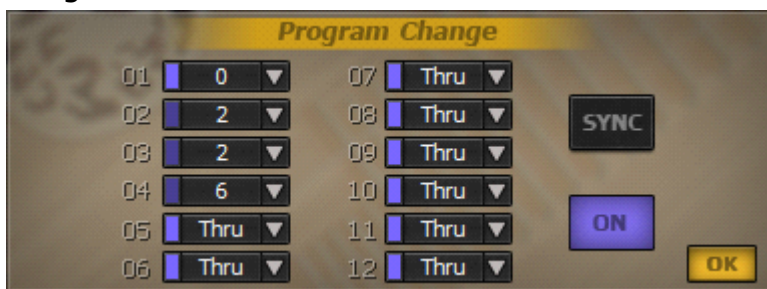 Program Change
01 0 07 Thru
02 2 08 Thru
SYNC
03 2 09 Thru
04 6 10 Thru
05 Thru 11 Thru
ON
06 Thru 12 Thru
OK